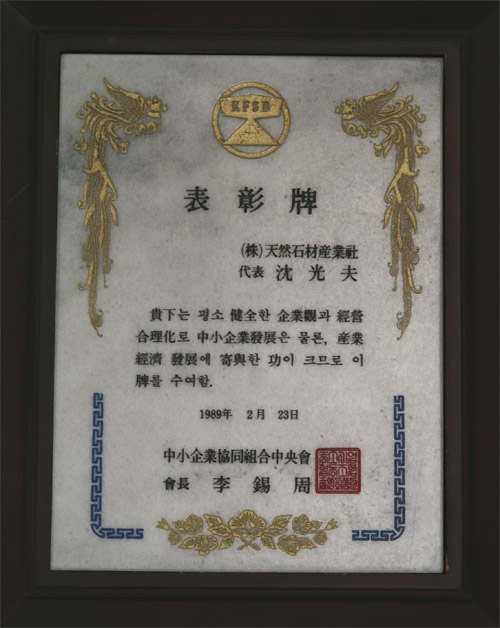 KFSB
表彰牌
(株)天然石材産業社
代表 沈光夫
貴下는 평소 健全한 企業觀과 經營
合理化로 中小企業發展은 물론, 産業
經濟 發展에 寄與한 功이 크므로 이
牌를 수여함.
1989年 2月 23日
中小企業協同組合中央會
會長 李錫周